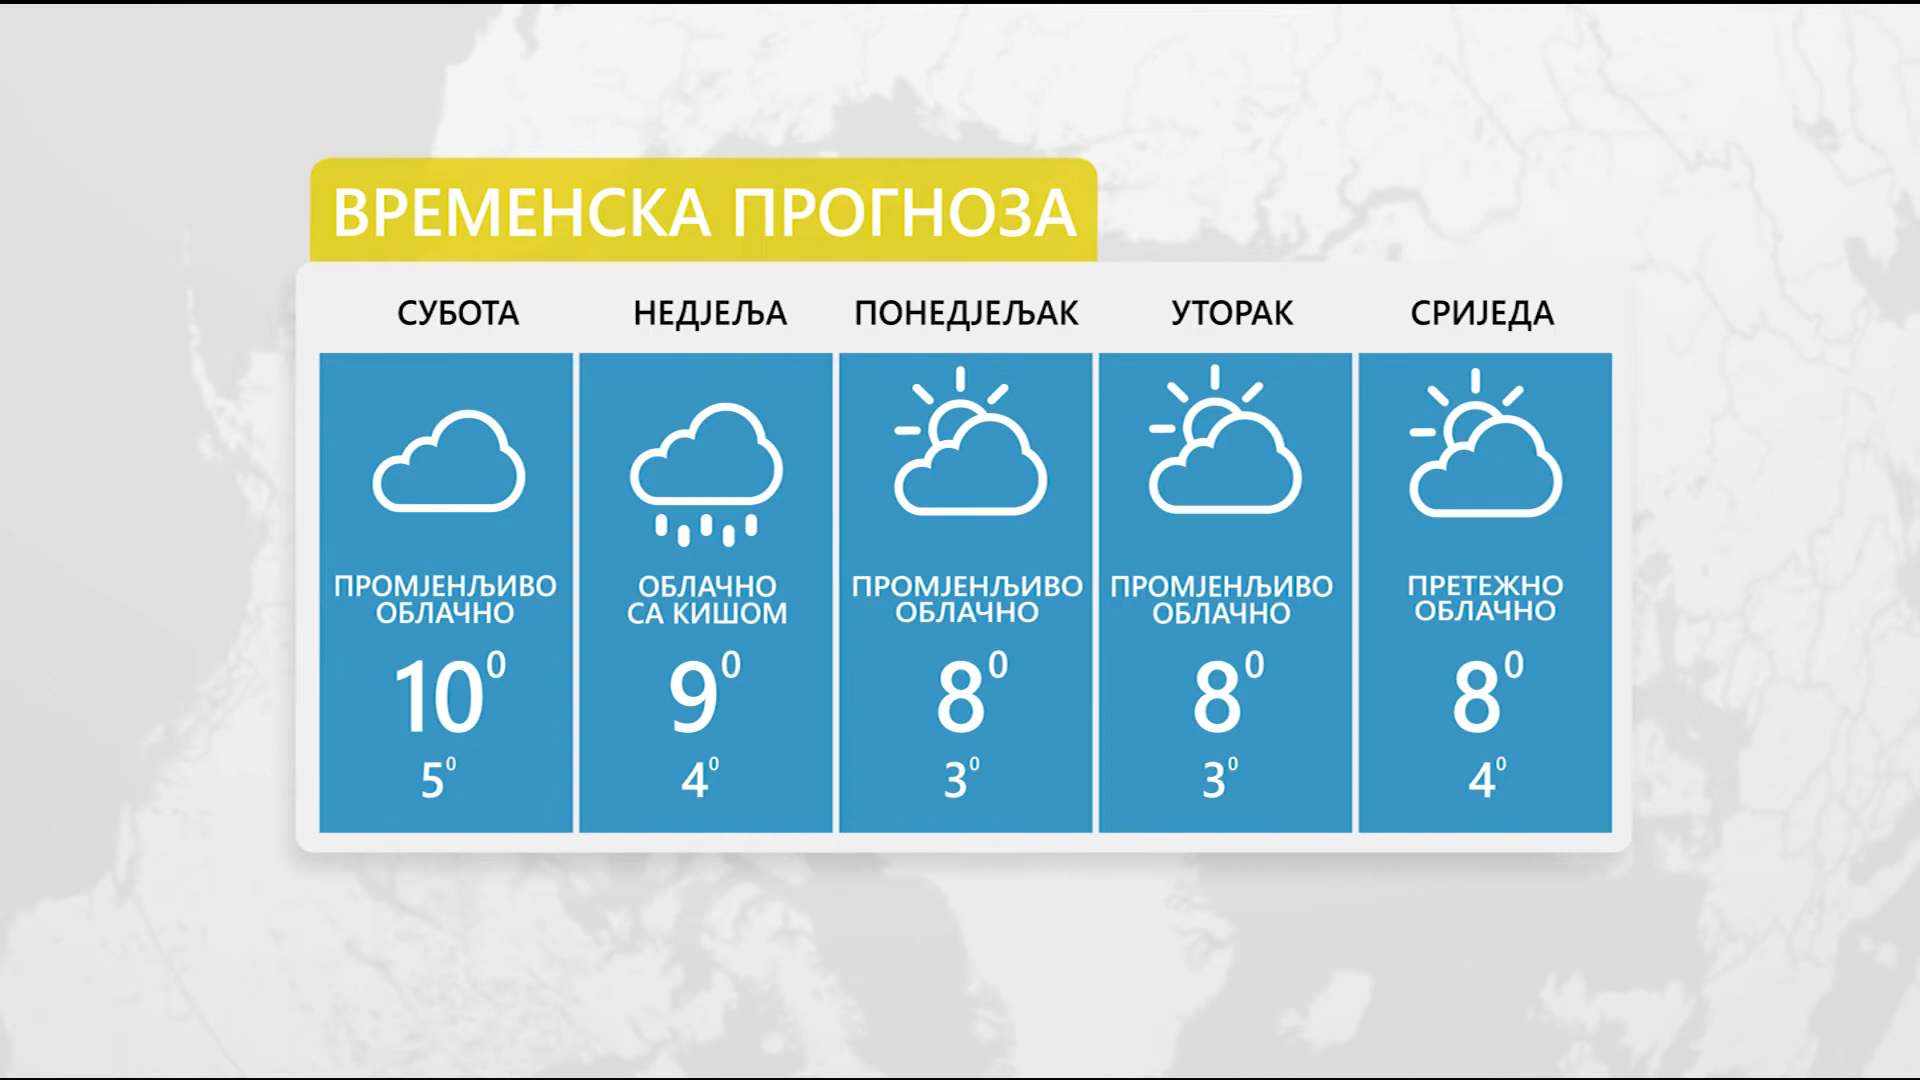 ВРЕМЕНСКА ПРОГНОЗА
СУБОТА
НЕДЈЕЉА
ПОНЕДЈЕЉАК
УТОРАК
СРИЈЕДА
ПРОМЈЕНЉИВО
ОБЛАЧНО
10⁰
5⁰
ОБЛАЧНО
СА КИШОМ
9⁰
4⁰
ПРОМЈЕНЉИВО
ОБЛАЧНО
8⁰
3⁰
ПРОМЈЕНЉИВО
ОБЛАЧНО
8⁰
3⁰
ПРЕТЕЖНО
ОБЛАЧНО
8⁰
4⁰